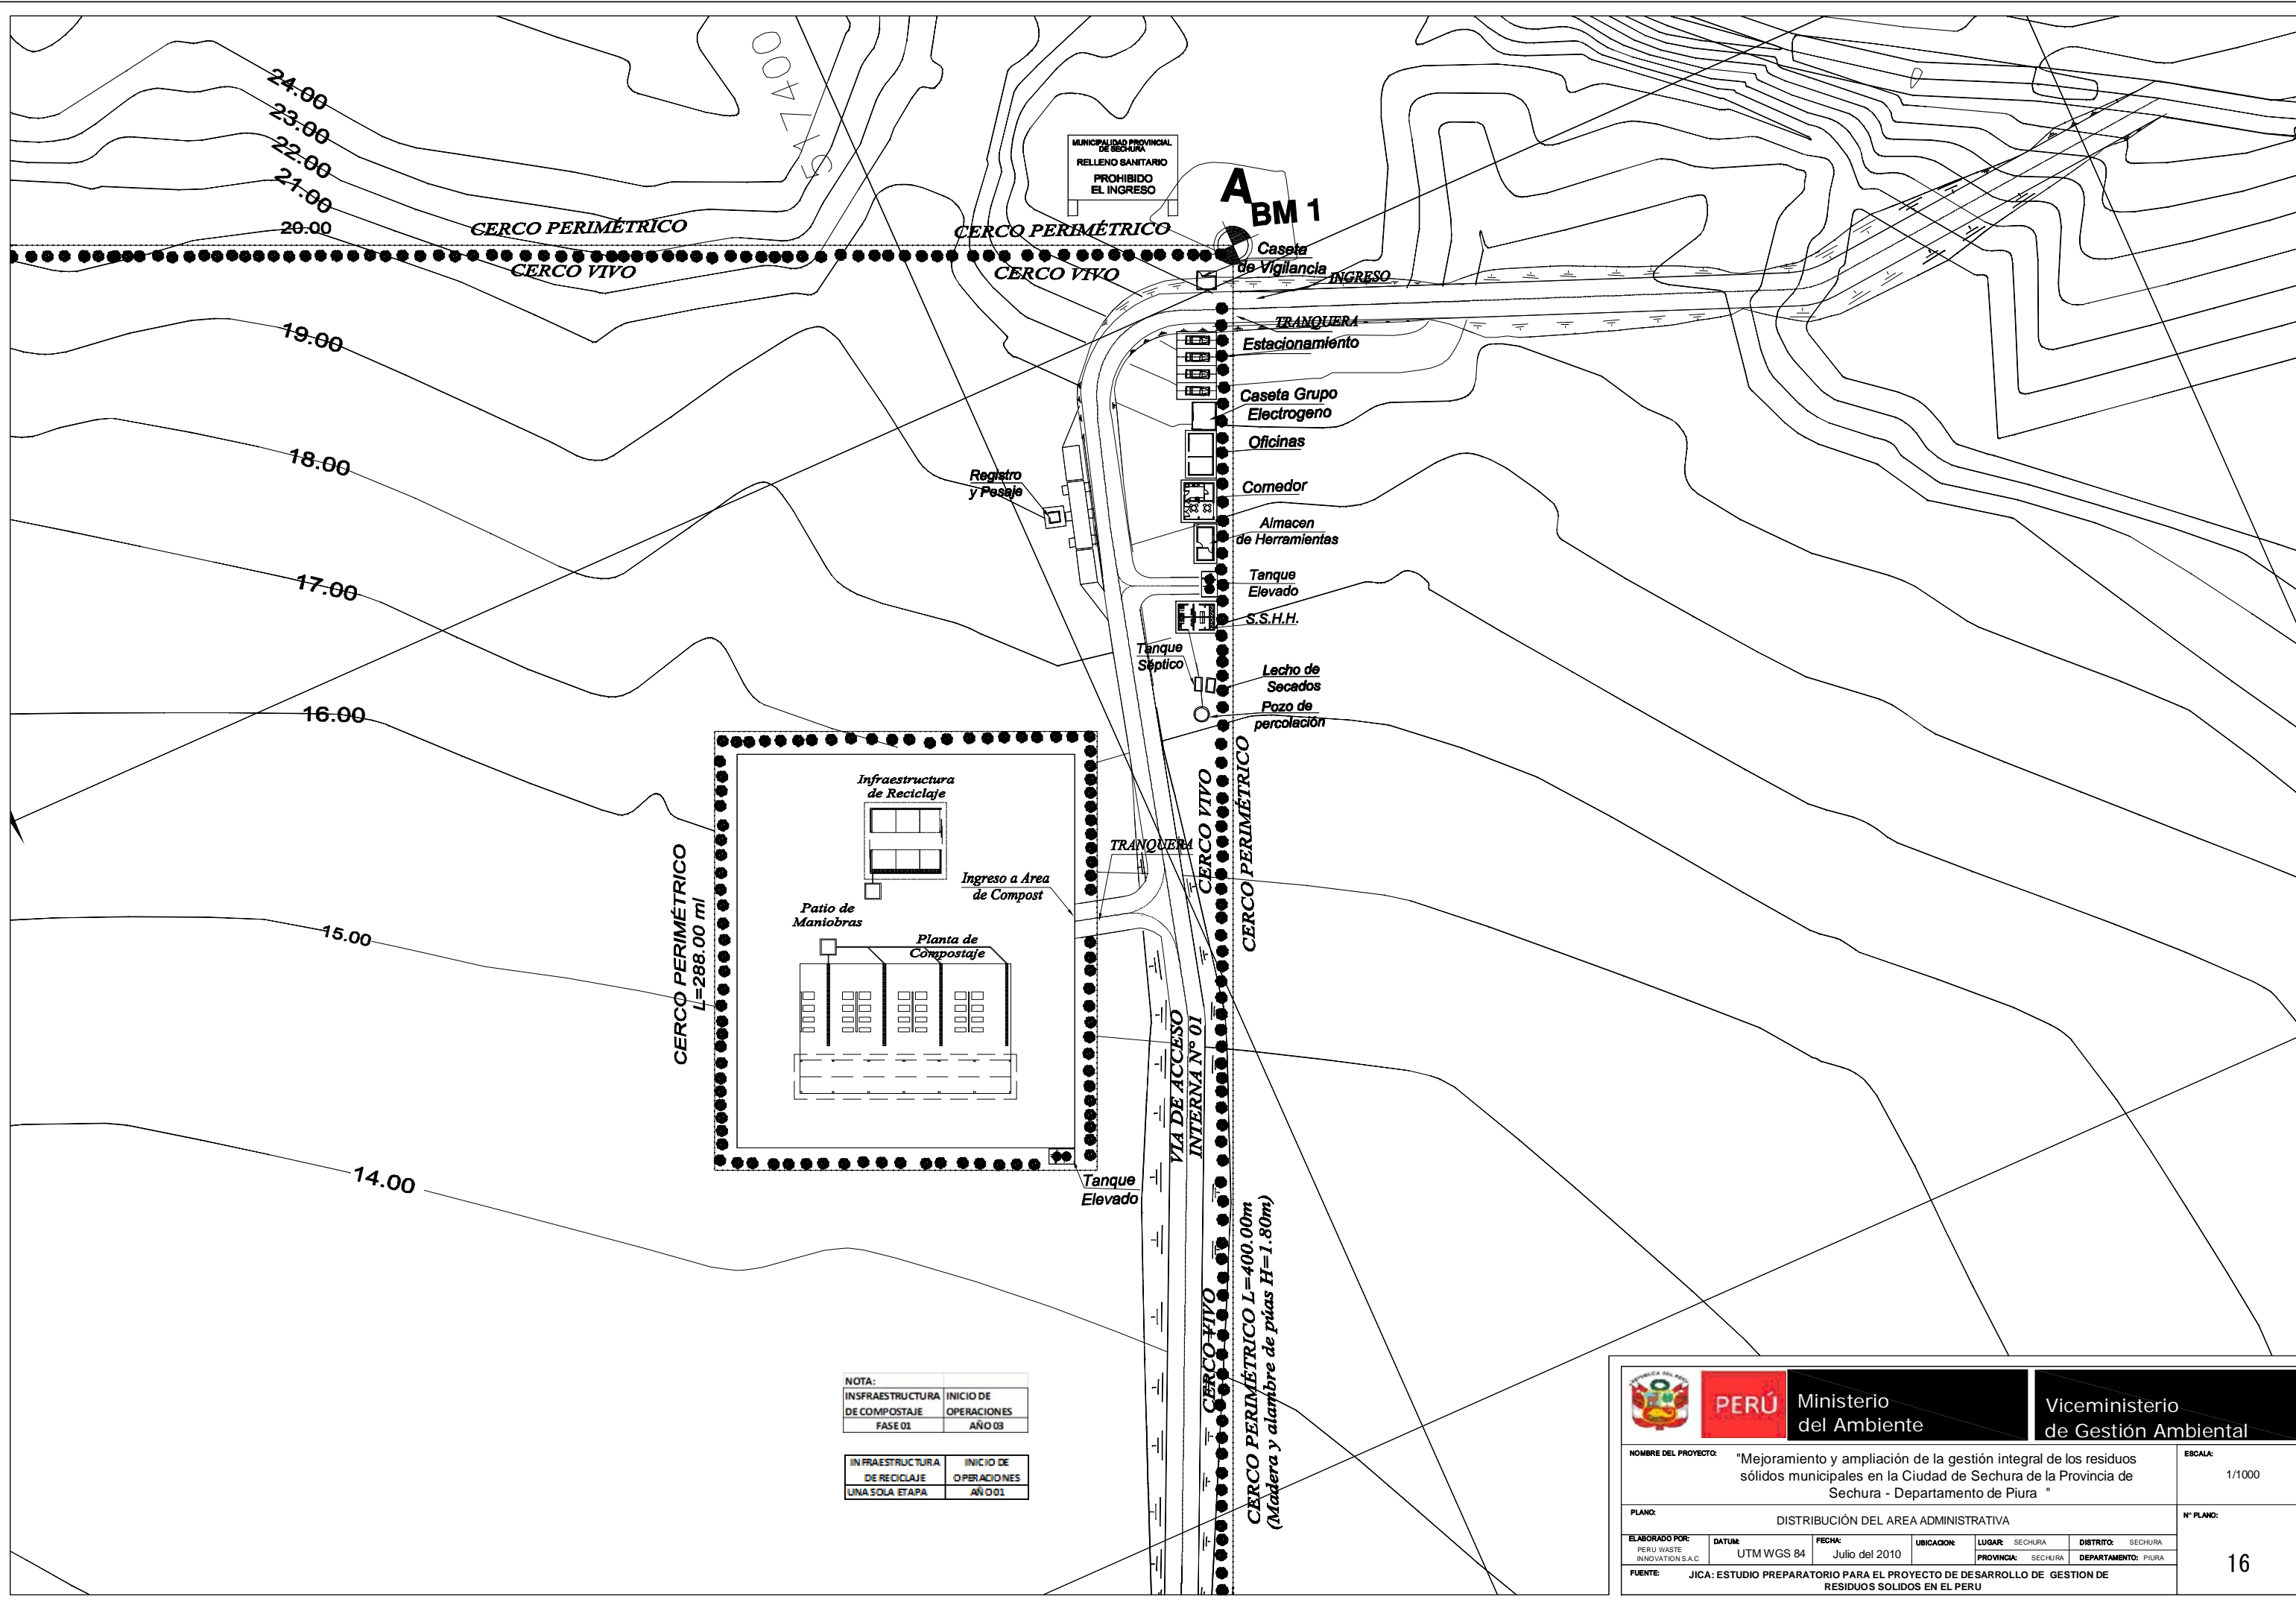 24.00
23.00
22.00
21.00
20.00
19.00
18.00
17.00
16.00
15.00
14.00
517400
0
MUNICIPALIDAD PROVINCIAL
DE SECHURA
RELLENO SANITARIO
PROHIBIDO
EL INGRESO
A
BM 1
CERCO PERIMÉTRICO
CERCO VIVO
CERCO PERIMÉTRICO
CERCO VIVO
Caseta
de Vigilancia
INGRESO
TRANQUERA
Estacionamiento
Caseta Grupo
Electrogeno
Oficinas
Registro
y Pesaje
Comedor
Almacen
de Herramientas
Tanque
Elevado
S.S.H.H.
Tanque
Séptico
Lecho de
Secados
Pozo de
percolación
CERCO VIVO
CERCO PERIMÉTRICO
Infraestructura
de Reciclaje
TRANQUERA
Ingreso a Area
de Compost
Patio de
Maniobras
Planta de
Compostaje
CERCO PERIMÉTRICO
L=288.00 ml
VIA DE ACCESO
INTERNA Nº 01
Tanque
Elevado
CERCO VIVO
CERCO PERIMÉTRICO L=400.00m
(Madera y alambre de púas H=1.80m)
NOTA:
INSFRAESTRUCTURA INICIO DE
DE COMPOSTAJE OPERACIONES
FASE 01 AÑO 03
INFRAESTRUCTURA INICIO DE
DE RECICLAJE OPERACIONES
UNA SOLA ETAPA AÑO 01
REPUBLICA DEL PERU
PERÚ
Ministerio
del Ambiente
Viceministerio
de Gestión Ambiental
NOMBRE DEL PROYECTO:
"Mejoramiento y ampliación de la gestión integral de los residuos
sólidos municipales en la Ciudad de Sechura de la Provincia de
Sechura - Departamento de Piura "
ESCALA:
1/1000
PLANO:
DISTRIBUCIÓN DEL AREA ADMINISTRATIVA
N° PLANO:
16
ELABORADO POR:
PERU WASTE
INNOVATION S.A.C
DATUM:
UTM WGS 84
FECHA:
Julio del 2010
UBICACION:
LUGAR: SECHURA
DISTRITO: SECHURA
PROVINCIA: SECHURA
DEPARTAMENTO: PIURA
FUENTE:
JICA: ESTUDIO PREPARATORIO PARA EL PROYECTO DE DESARROLLO DE GESTION DE
RESIDUOS SOLIDOS EN EL PERU